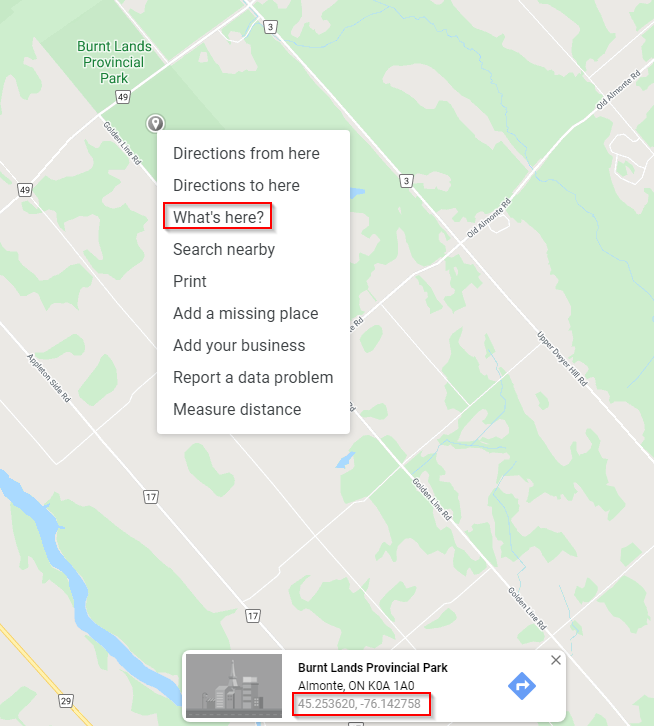 3
Burnt Lands
Provincial
Park
49
Old Almonte Rd
Golden Line Rd
Directions from here
Directions to here
3
49
What's here?
Old Almonte Rd
Search nearby
Print
Add a missing place
Rd
Add your business
Upper Dwyer Hill Rd
Appleton Side Rd
Report a data problem
Measure distance
Rd
17
Golden Line Rd
Golden Line Rd
17
Burnt Lands Provincial Park
Almonte, ON K0A 1A0
45.253620, -76.142758
29